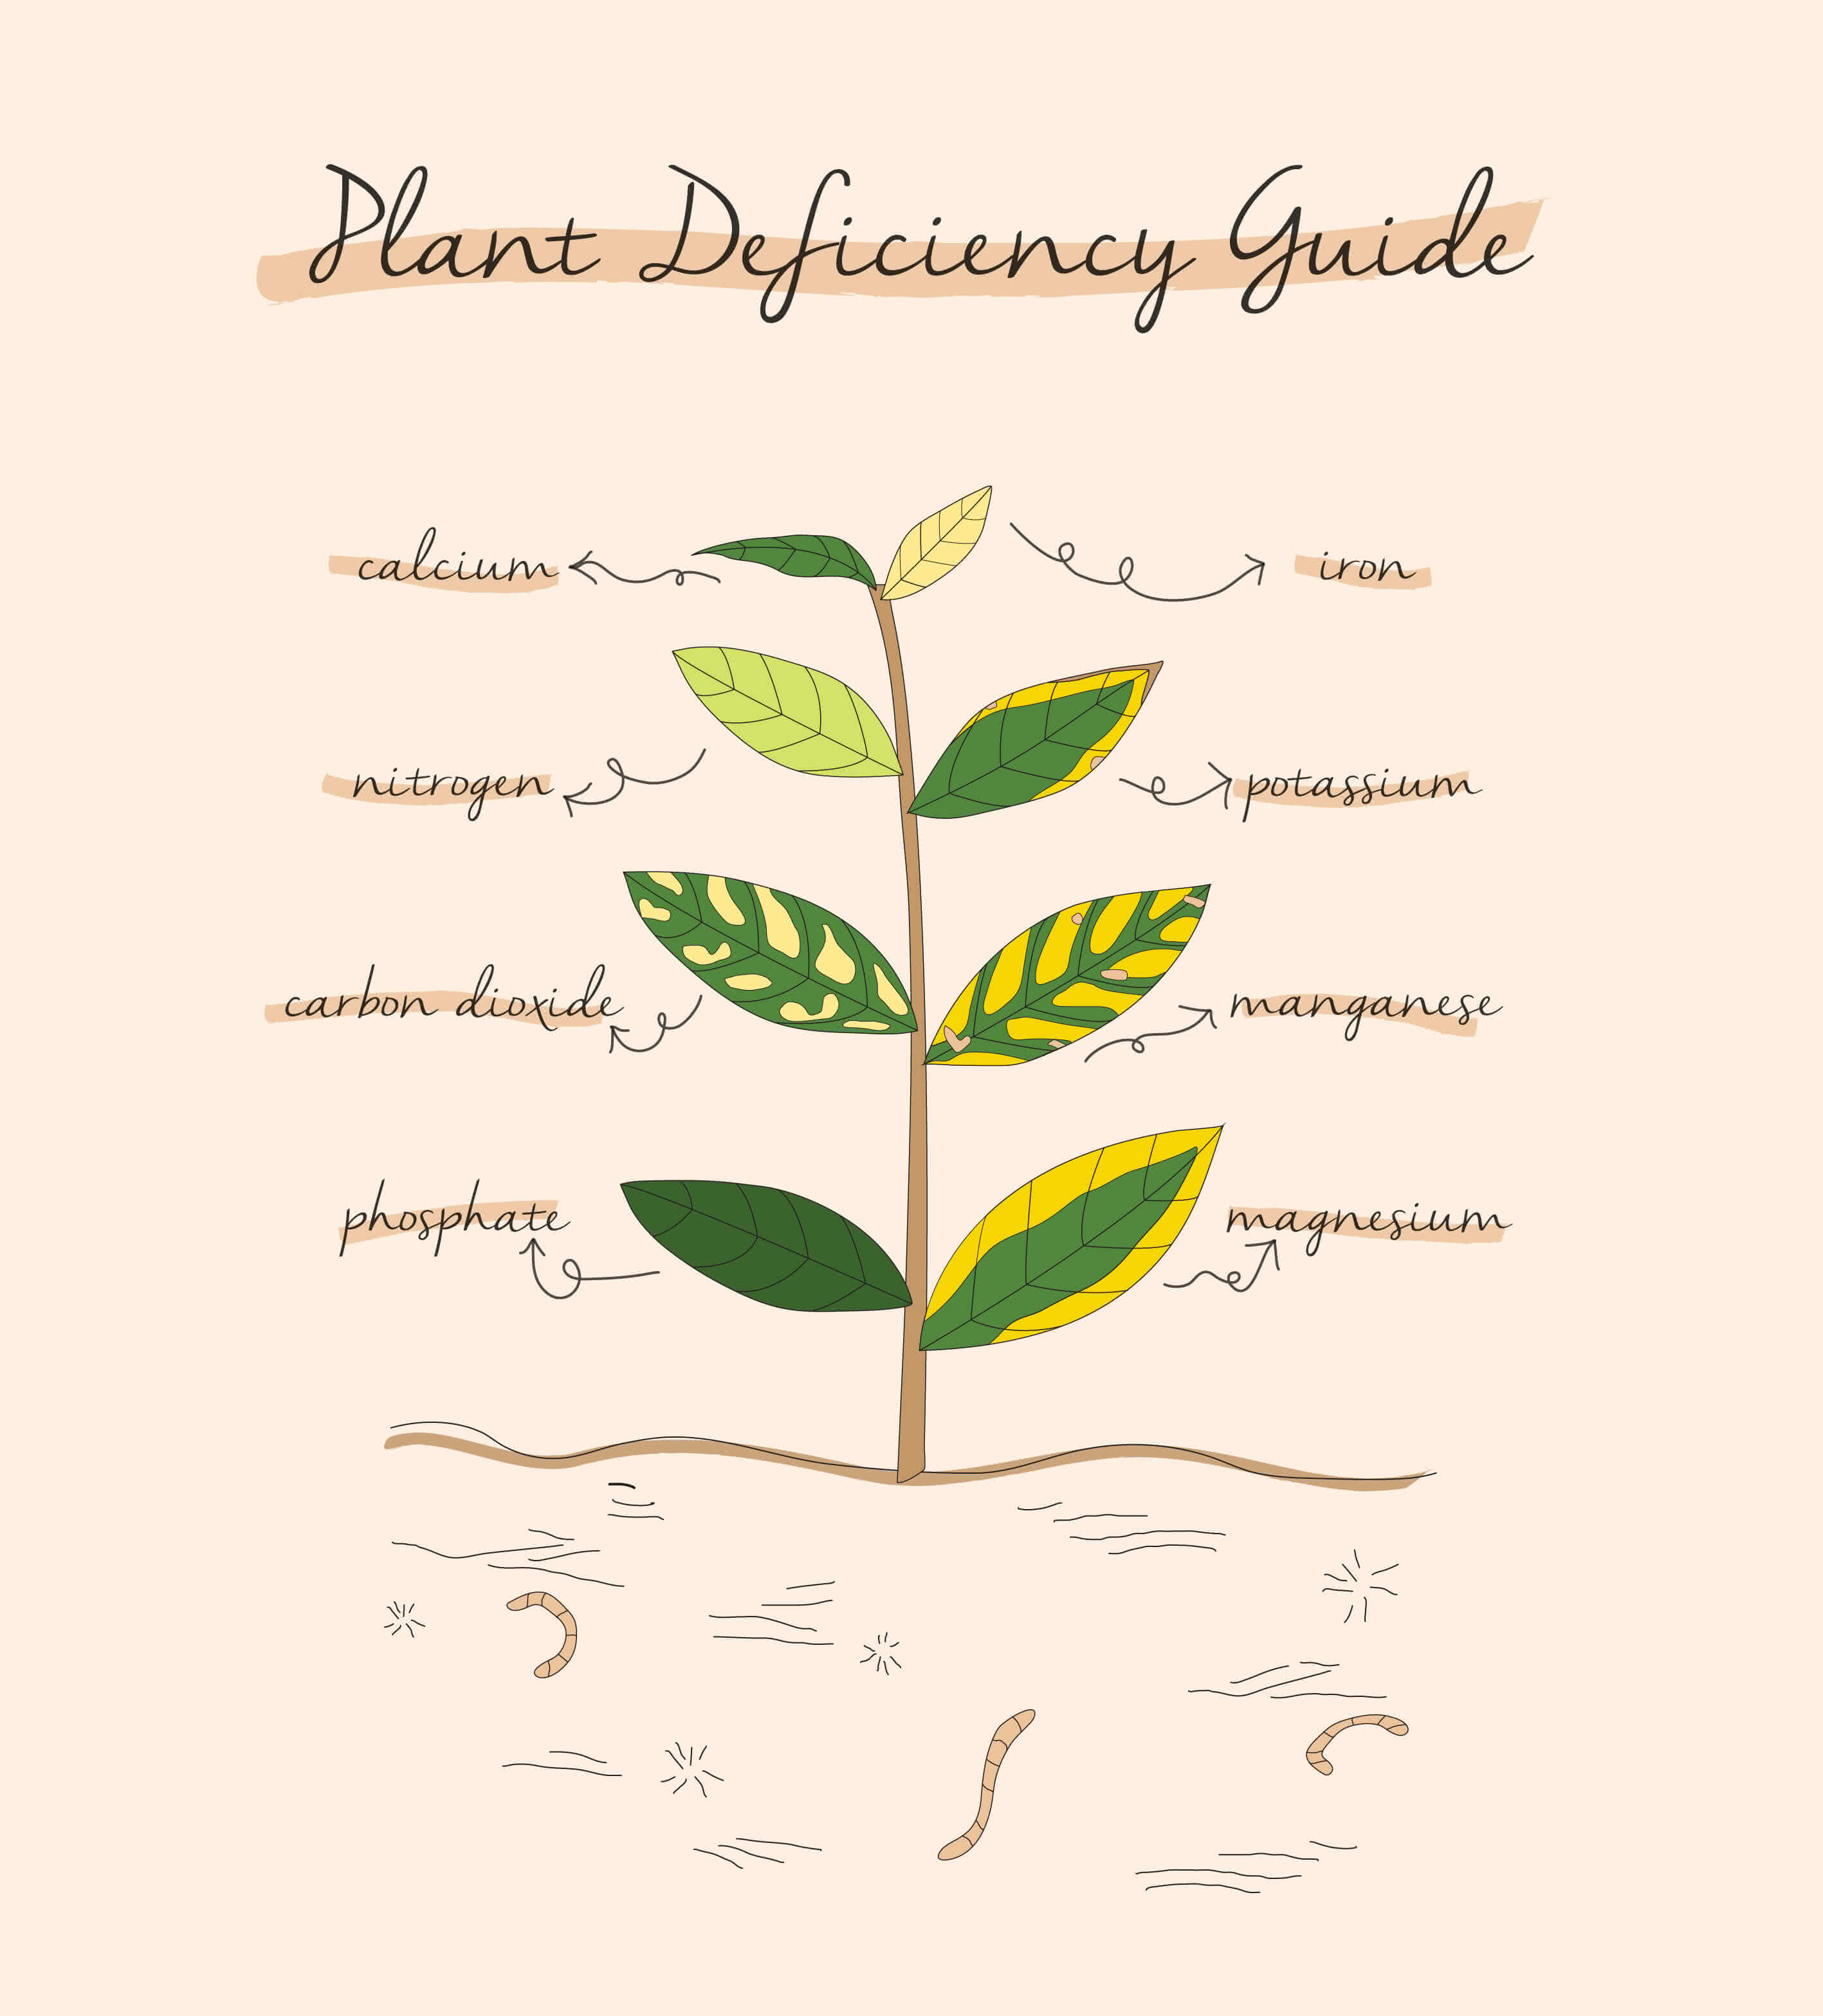 Plant Deficiency Guide
calcium
iron
nitrogen
potassium
carbon dioxide
manganese
phosphate
magnesium